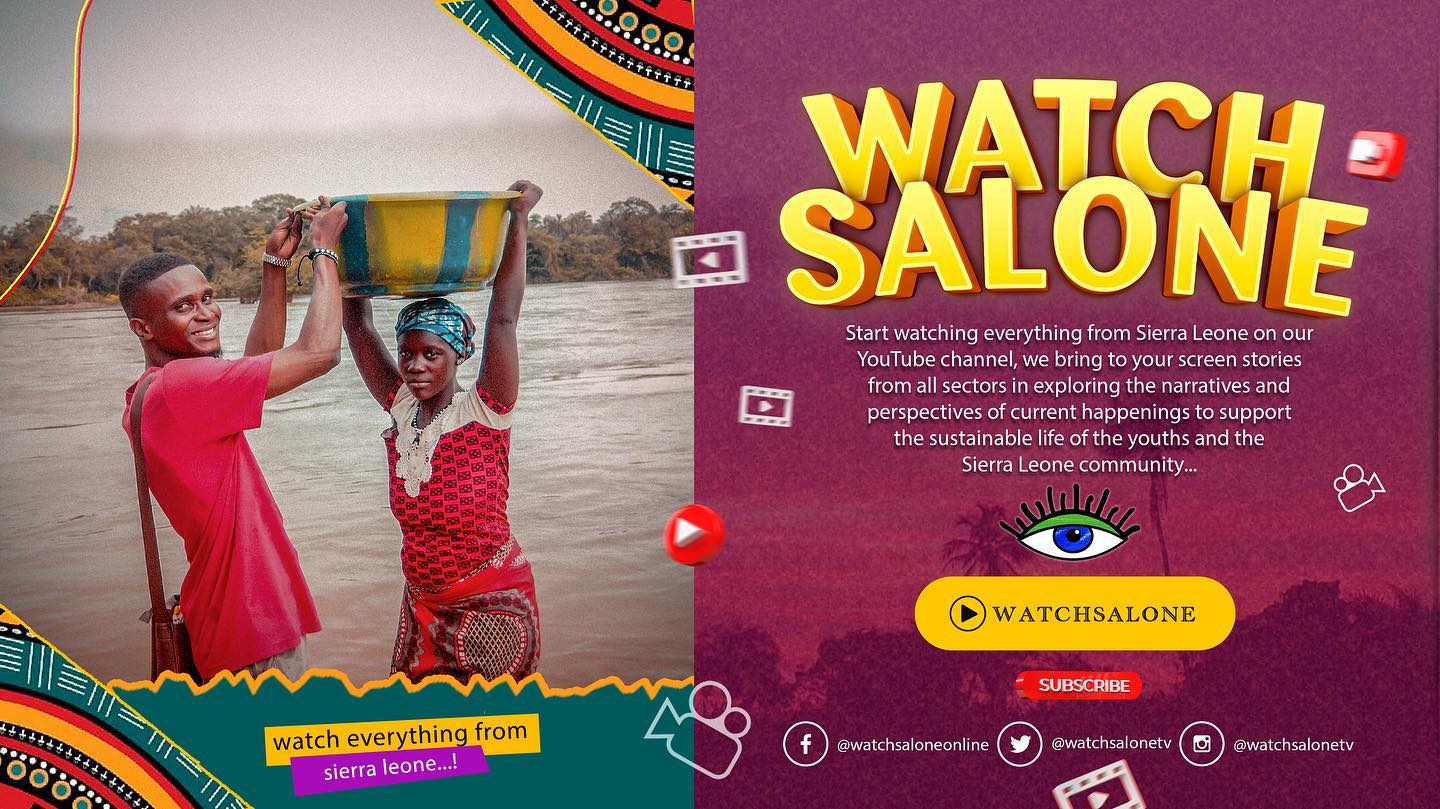 watch everything from
sierra leone...!
WATCH
SALONE
Start watching everything from Sierra Leone on our
YouTube channel, we bring to your screen stories
from all sectors in exploring the narratives and
perspectives of current happenings to support
the sustainable life of the youths and the
Sierra Leone community...
WATCHSALONE
SUBSCRIBE
@watchsaloneonline @watchsalonetv @watchsalonetv